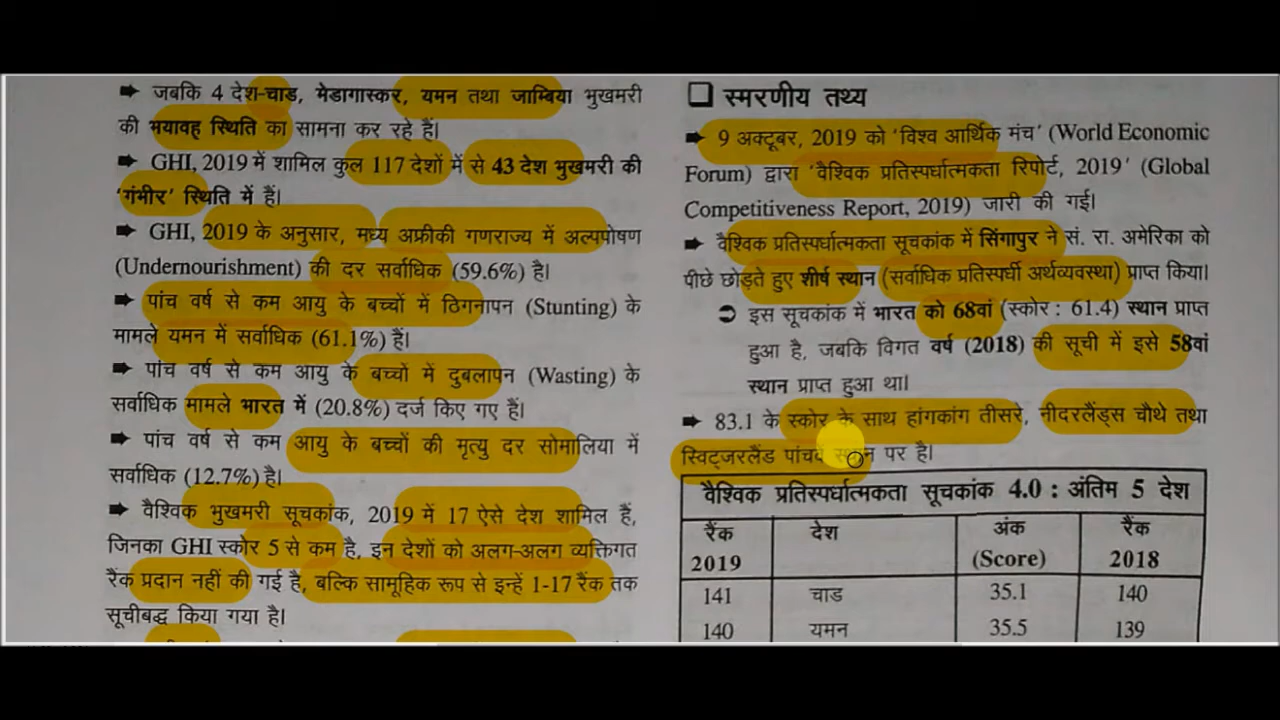 ➡ जबकि 4 देश-चाड, मेडागास्कर, यमन तथा जाम्बिया भुखमरी
की भयावह स्थिति का सामना कर रहे हैं।
➡ GHI, 2019 में शामिल कुल 117 देशों में से 43 देश भुखमरी की
‘गंभीर’ स्थिति में हैं।
➡ GHI, 2019 के अनुसार, मध्य अफ्रीकी गणराज्य में अल्पपोषण
(Undernourishment) की दर सर्वाधिक (59.6%) है।
➡ पांच वर्ष से कम आयु के बच्चों में ठिगनापन (Stunting) के
मामले यमन में सर्वाधिक (61.1%) हैं।
➡ पांच वर्ष से कम आयु के बच्चों में दुबलापन (Wasting) के
सर्वाधिक मामले भारत में (20.8%) दर्ज किए गए हैं।
➡ पांच वर्ष से कम आयु के बच्चों की मृत्यु दर सोमालिया में
सर्वाधिक (12.7%) है।
➡ वैश्विक भुखमरी सूचकांक, 2019 में 17 ऐसे देश शामिल हैं,
जिनका GHI स्कोर 5 से कम है, इन देशों को अलग-अलग व्यक्तिगत
रैंक प्रदान नहीं की गई है, बल्कि सामूहिक रूप से इन्हें 1-17 रैंक तक
सूचीबद्ध किया गया है।
❑ स्मरणीय तथ्य
➡ 9 अक्टूबर, 2019 को ‘विश्व आर्थिक मंच’ (World Economic
Forum) द्वारा ‘वैश्विक प्रतिस्पर्धात्मकता रिपोर्ट, 2019’ (Global
Competitiveness Report, 2019) जारी की गई।
➡ वैश्विक प्रतिस्पर्धात्मकता सूचकांक में सिंगापुर ने सं. रा. अमेरिका को
पीछे छोड़ते हुए शीर्ष स्थान (सर्वाधिक प्रतिस्पर्धी अर्थव्यवस्था) प्राप्त किया।
➲ इस सूचकांक में भारत को 68वां (स्कोर : 61.4) स्थान प्राप्त
हुआ है, जबकि विगत वर्ष (2018) की सूची में इसे 58वां
स्थान प्राप्त हुआ था।
➡ 83.1 के स्कोर के साथ हांगकांग तीसरे, नीदरलैंड्स चौथे तथा
स्विट्जरलैंड पांचवें स्थान पर है।
वैश्विक प्रतिस्पर्धात्मकता सूचकांक 4.0 : अंतिम 5 देश
रैंक 2019 देश अंक (Score) रैंक 2018
141 चाड 35.1 140
140 यमन 35.5 139